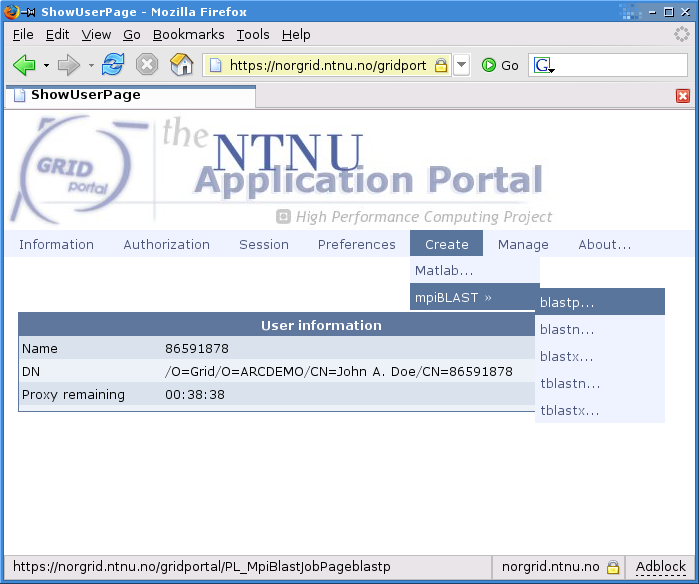 ShowUserPage - Mozilla Firefox
File Edit View Go Bookmarks Tools Help
https://norgrid.ntnu.no/gridport Go G
ShowUserPage
GRID portal
the NTNU
Application Portal
High Performance Computing Project
Information Authorization Session Preferences Create Manage About...
Matlab...
mpiBLAST »
blastp...
blastn...
blastx...
tblastn...
tblastx...
User information
Name 86591878
DN /O=Grid/O=ARCDEMO/CN=John A. Doe/CN=86591878
Proxy remaining 00:38:38
https://norgrid.ntnu.no/gridportal/PL_MpiBlastJobPageblastp norgrid.ntnu.no Adblock